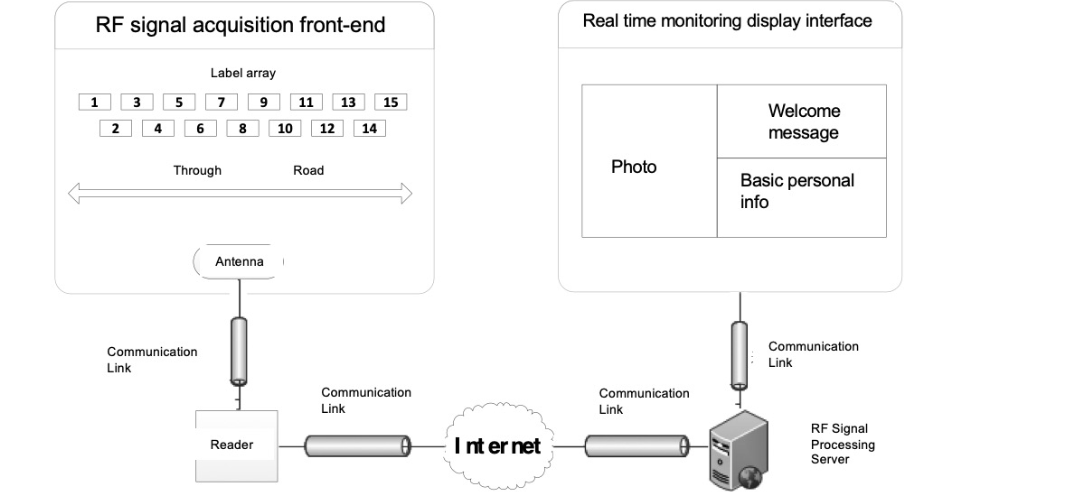 RF signal acquisition front-end
Label array
1 3 5 7 9 11 13 15
2 4 6 8 10 12 14
Through Road
Antenna
Real time monitoring display interface
Photo
Welcome
message
Basic personal
info
Communication
Link
Reader
Communication
Link
Internet
Communication
Link
Communication
Link
RF Signal
Processing
Server